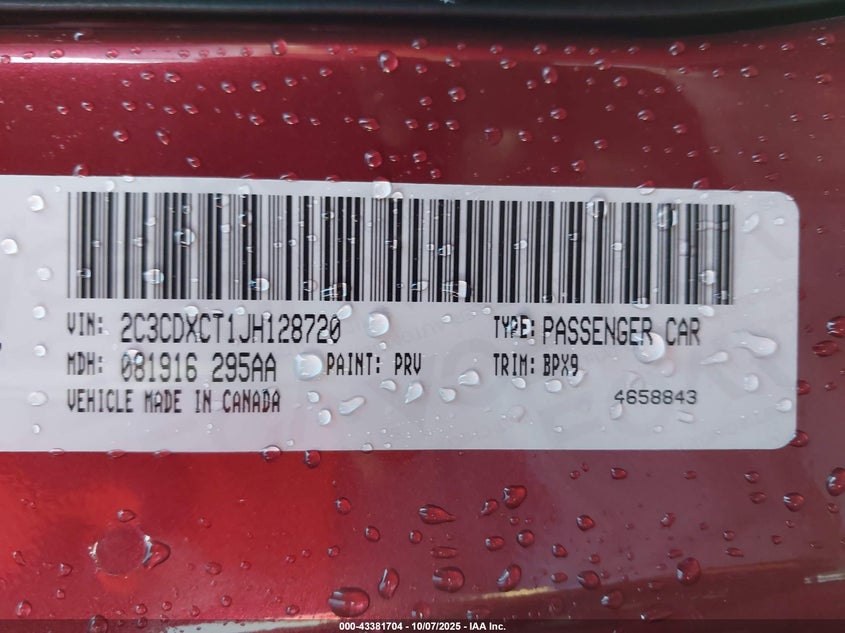 VIN: 2C3CDXCT1JH128720 TYPE: PASSENGER CAR
MDH: 081916 295AA PAINT: PRV TRIM: BPX9
VEHICLE MADE IN CANADA 4658843
000-43381704 - 10/07/2025 - IAA Inc.